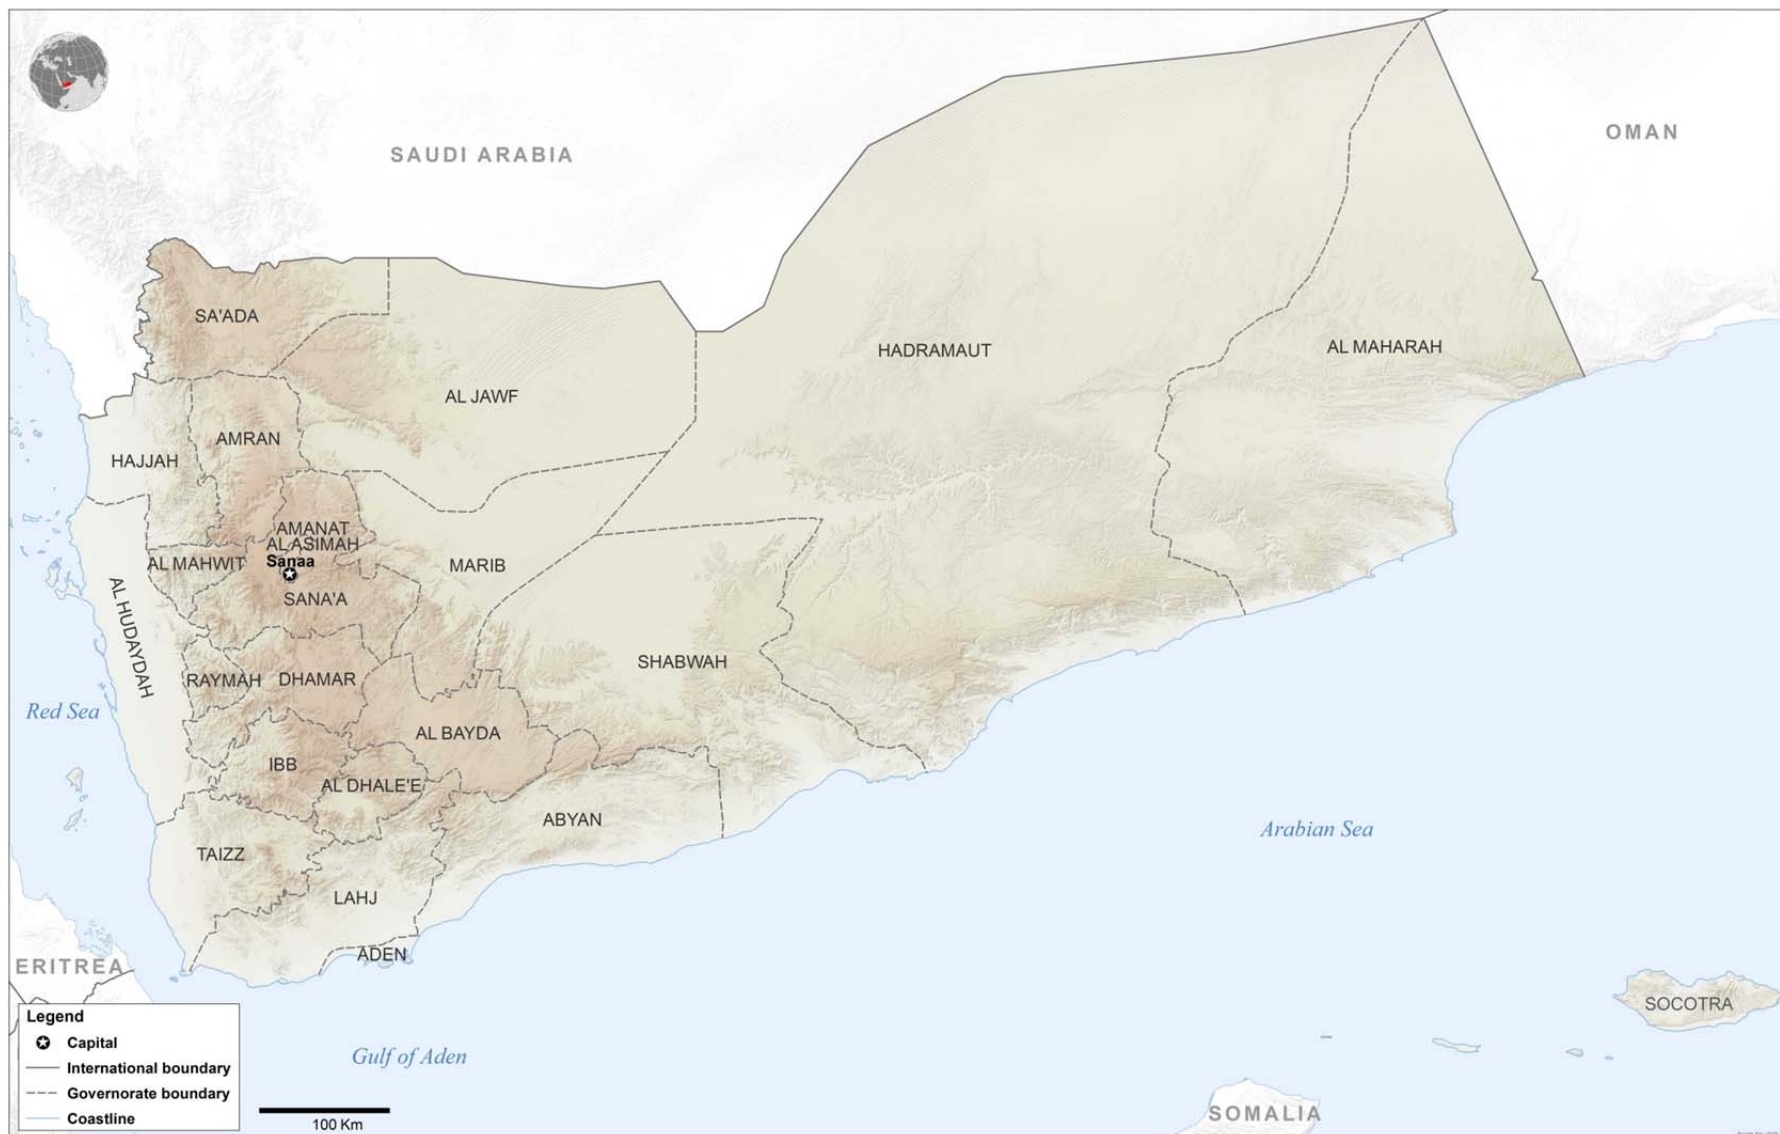 SAUDI ARABIA
OMAN
SA'ADA
HADRAMAUT
AL MAHARAH
AL JAWF
AMRAN
HAJJAH
AMANAT
AL ASIMAH
AL MAHWIT
Sanaa
MARIB
SANA'A
AL HUDAYDAH
SHABWAH
RAYMAH
DHAMAR
Red Sea
AL BAYDA
IBB
AL DHALE'E
ABYAN
Arabian Sea
TAIZZ
LAHJ
ADEN
ERITREA
SOCOTRA
Legend
Capital
International boundary
Governorate boundary
Coastline
Gulf of Aden
100 Km
SOMALIA